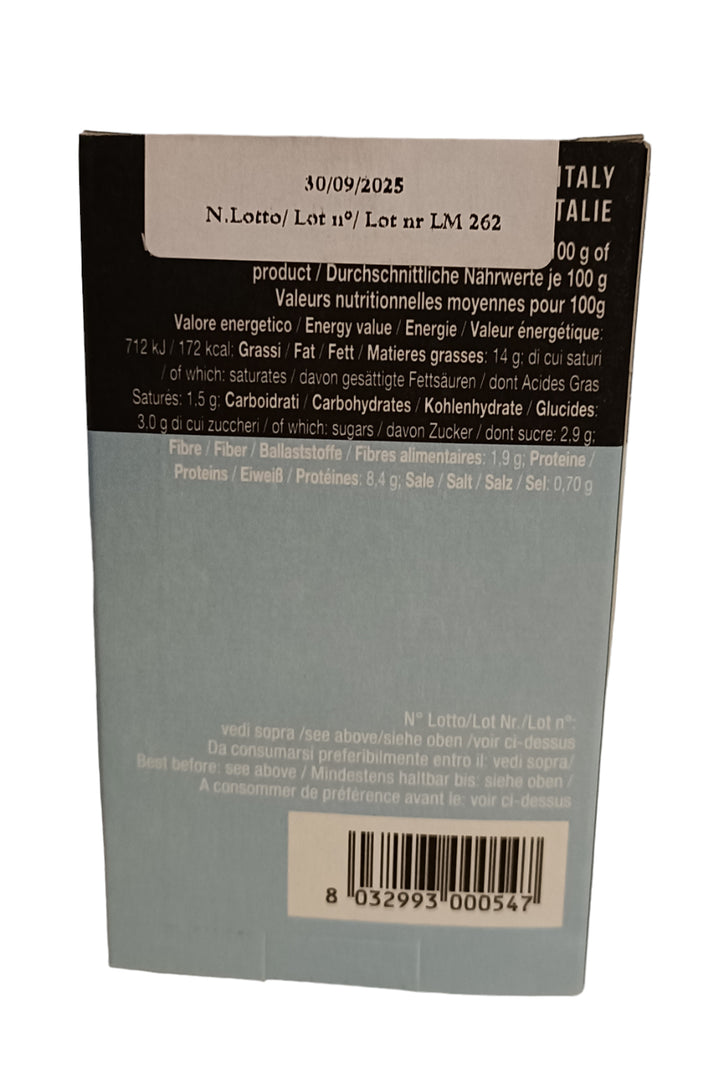 30/09/2025
N.Lotto/ Lot nº/ Lot nr LM 262
ITALY
TALIE
00 g of
product / Durchschnittliche Nährwerte je 100 g
Valeurs nutritionnelles moyennes pour 100g
Valore energetico / Energy value / Energie / Valeur énergétique:
712 kJ / 172 kcal: Grassi / Fat / Fett / Matieres grasses: 14 g; di cui saturi
/ of which: saturates / davon gesättigte Fettsäuren / dont Acides Gras
Saturés: 1.5 g; Carboidrati / Carbohydrates / Kohlenhydrate / Glucides:
3.0 g di cui zuccheri / of which: sugars / davon Zucker / dont sucre: 2,9 g;
Fibre / Fiber / Ballaststoffe / Fibres alimentaires: 1,9 g; Proteine /
Proteins / Eiweiß / Protéines: 8,4 g; Sale / Salt / Salz / Sel: 0,70 g
N° Lotto/Lot Nr./Lot n°:
vedi sopra /see above/siehe oben /voir ci-dessus
Da consumarsi preferibilmente entro il: vedi sopra/
Best before: see above / Mindestens haltbar bis: siehe oben /
A consommer de préférence avant le: voir ci-dessus
8 032993 000547